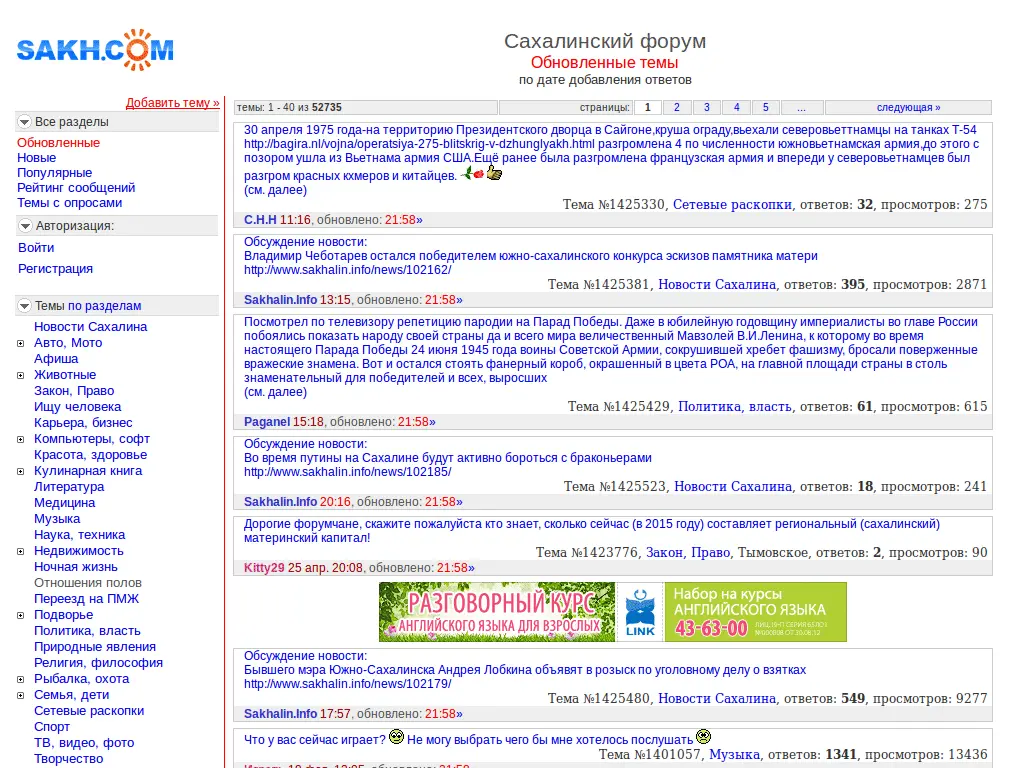 SAKH.COM
Сахалинский форум
Обновленные темы
по дате добавления ответов
Добавить тему »
Все разделы
Обновленные
Новые
Популярные
Рейтинг сообщений
Темы с опросами
Авторизация:
Войти
Регистрация
Темы по разделам
Новости Сахалина
Авто, Мото
Афиша
Животные
Закон, Право
Ищу человека
Карьера, бизнес
Компьютеры, софт
Красота, здоровье
Кулинарная книга
Литература
Медицина
Музыка
Наука, техника
Недвижимость
Ночная жизнь
Отношения полов
Переезд на ПМЖ
Подворье
Политика, власть
Природные явления
Религия, философия
Рыбалка, охота
Семья, дети
Сетевые раскопки
Спорт
ТВ, видео, фото
Творчество
темы: 1 - 40 из 52735 страницы: 1 2 3 4 5 ... следующая »
30 апреля 1975 года-на территорию Президентского дворца в Сайгоне,круша ограду,вьехали северовьеттнамцы на танках Т-54
http://bagira.nl/vojna/operatsiya-275-blitskrig-v-dzhunglyakh.html разгромлена 4 по численности южновьетнамская армия,до этого с
позором ушла из Вьетнама армия США.Ещё ранее была разгромлена французская армия и впереди у северовьетнамцев был
разгром красных кхмеров и китайцев.
(см. далее)
Тема №1425330, Сетевые раскопки, ответов: 32, просмотров: 275
С.Н.Н 11:16, обновлено: 21:58»
Обсуждение новости:
Владимир Чеботарев остался победителем южно-сахалинского конкурса эскизов памятника матери
http://www.sakhalin.info/news/102162/
Тема №1425381, Новости Сахалина, ответов: 395, просмотров: 2871
Sakhalin.Info 13:15, обновлено: 21:58»
Посмотрел по телевизору репетицию пародии на Парад Победы. Даже в юбилейную годовщину империалисты во главе России
побоялись показать народу своей страны да и всего мира величественный Мавзолей В.И.Ленина, к которому во время
настоящего Парада Победы 24 июня 1945 года воины Советской Армии, сокрушившей хребет фашизму, бросали поверженные
вражеские знамена. Вот и остался стоять фанерный короб, окрашенный в цвета РОА, на главной площади страны в столь
знаменательный для победителей и всех, выросших
(см. далее)
Тема №1425429, Политика, власть, ответов: 61, просмотров: 615
Paganel 15:18, обновлено: 21:58»
Обсуждение новости:
Во время путины на Сахалине будут активно бороться с браконьерами
http://www.sakhalin.info/news/102185/
Тема №1425523, Новости Сахалина, ответов: 18, просмотров: 241
Sakhalin.Info 20:16, обновлено: 21:58»
Дорогие форумчане, скажите пожалуйста кто знает, сколько сейчас (в 2015 году) составляет региональный (сахалинский)
материнский капитал!
Тема №1423776, Закон, Право, Тымовское, ответов: 2, просмотров: 90
Kitty29 25 апр. 20:08, обновлено: 21:58»
РАЗГОВОРНЫЙ КУРС
АНГЛИЙСКОГО ЯЗЫКА ДЛЯ ВЗРОСЛЫХ
LINK
Набор на курсы
АНГЛИЙСКОГО ЯЗЫКА
43-63-00
Обсуждение новости:
Бывшего мэра Южно-Сахалинска Андрея Лобкина объявят в розыск по уголовному делу о взятках
http://www.sakhalin.info/news/102179/
Тема №1425480, Новости Сахалина, ответов: 549, просмотров: 9277
Sakhalin.Info 17:57, обновлено: 21:58»
Что у вас сейчас играет? Не могу выбрать чего бы мне хотелось послушать
Тема №1401057, Музыка, ответов: 1341, просмотров: 13436